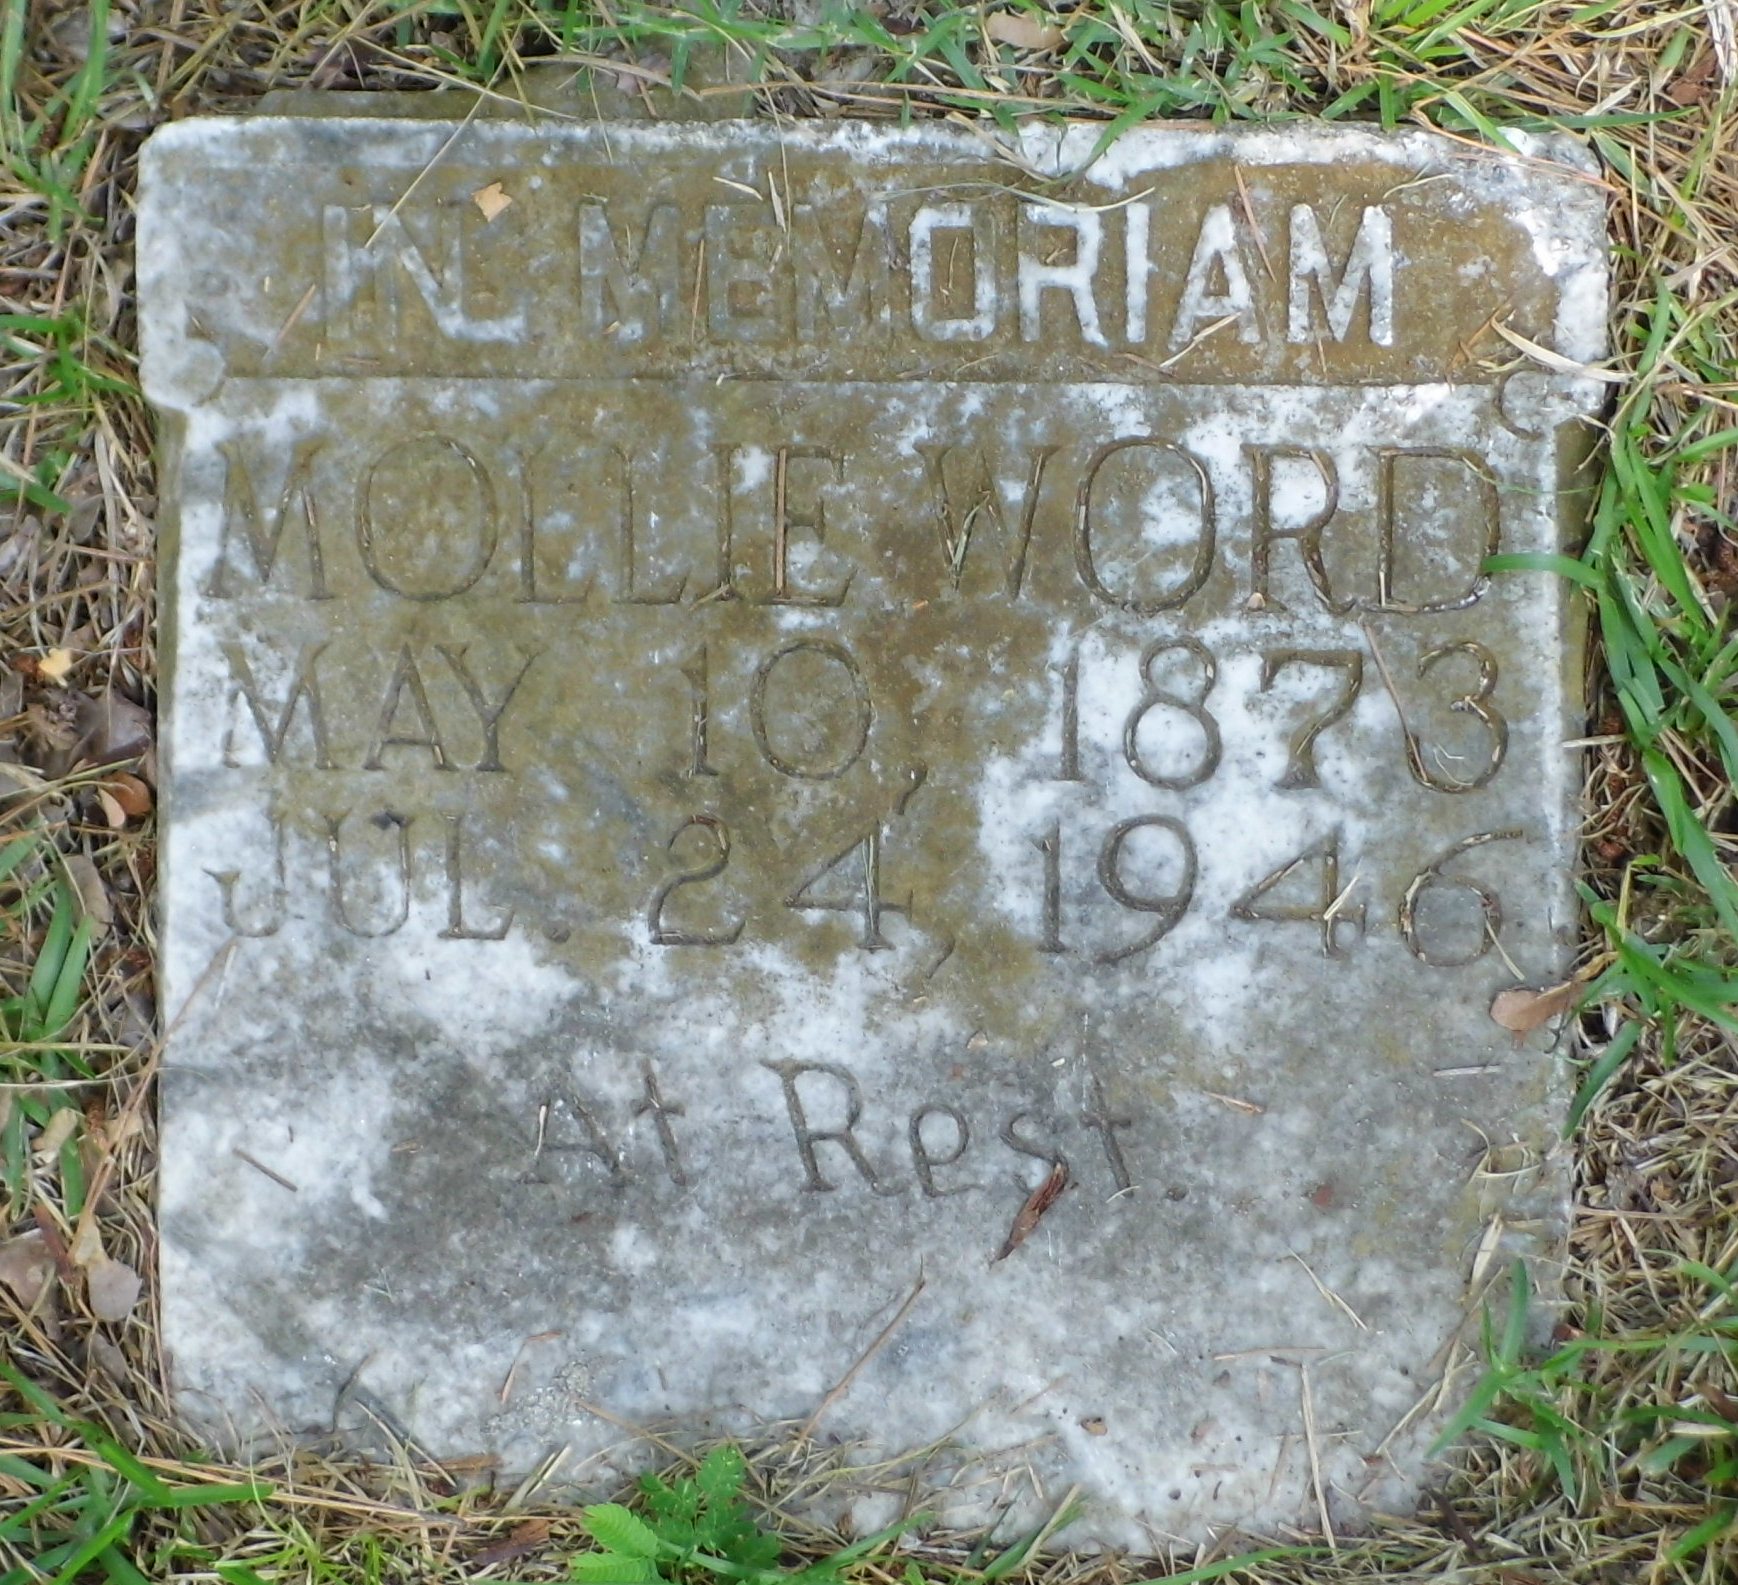 IN MEMORIAM
MOLLIE WORD
MAY 10, 1873
JUL. 24, 1946
At Rest.